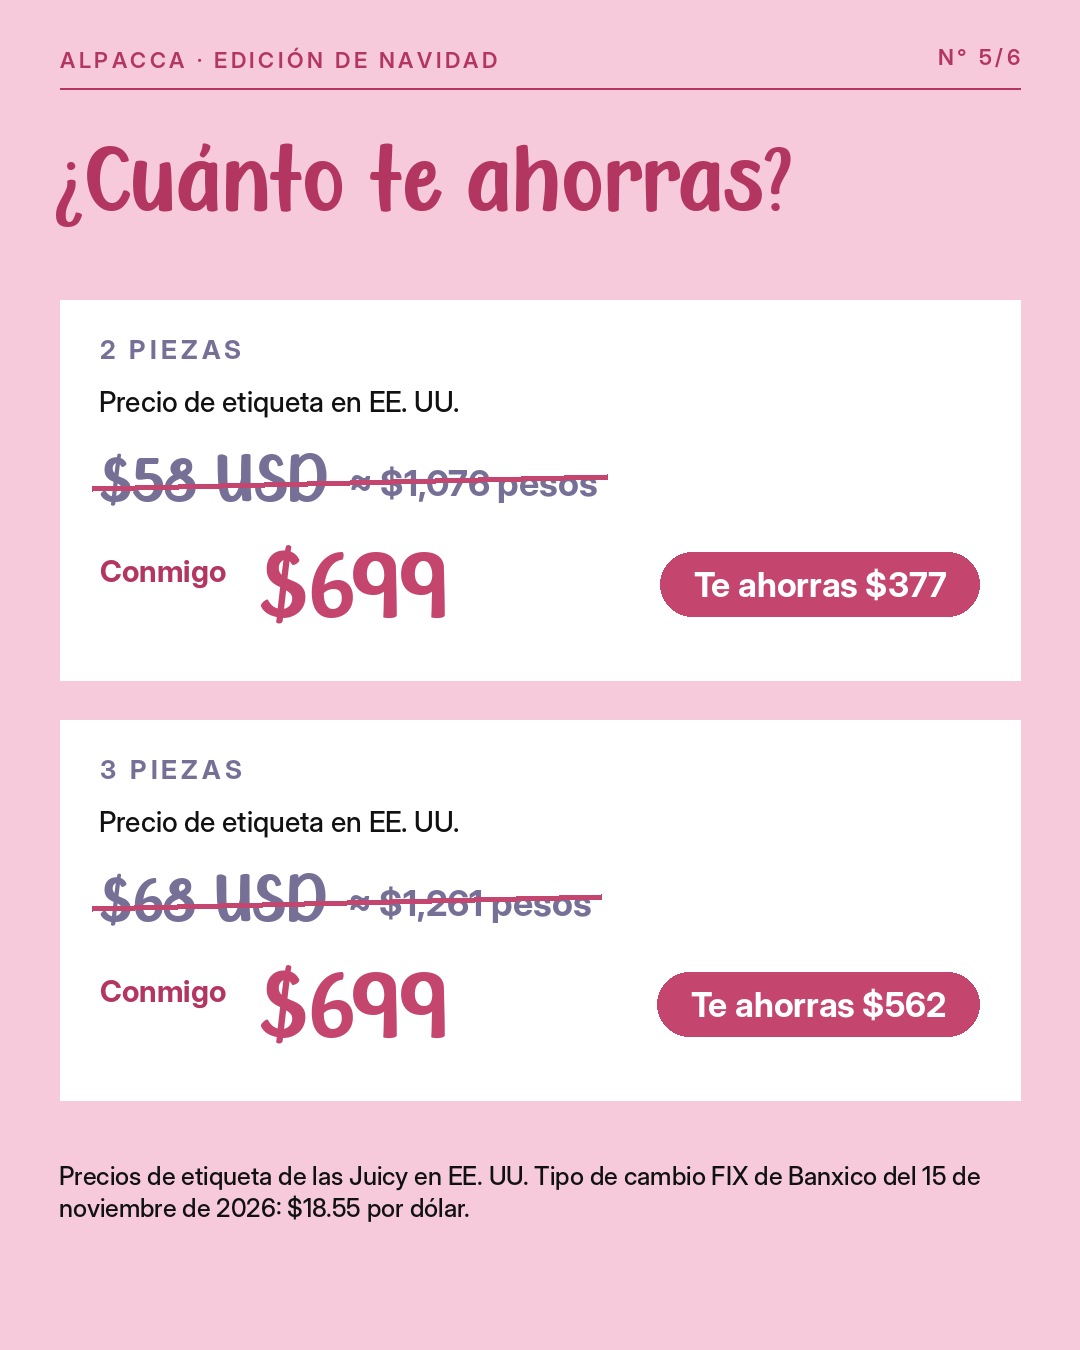 ALPACCA · EDICIÓN DE NAVIDAD
N° 5/6
¿Cuánto te ahorras?
2 PIEZAS
Precio de etiqueta en EE. UU.
$58 USD ≈ $1,076 pesos
Conmigo $699 Te ahorras $377
3 PIEZAS
Precio de etiqueta en EE. UU.
$68 USD ≈ $1,261 pesos
Conmigo $699 Te ahorras $562
Precios de etiqueta de las Juicy en EE. UU. Tipo de cambio FIX de Banxico del 15 de
noviembre de 2026: $18.55 por dólar.